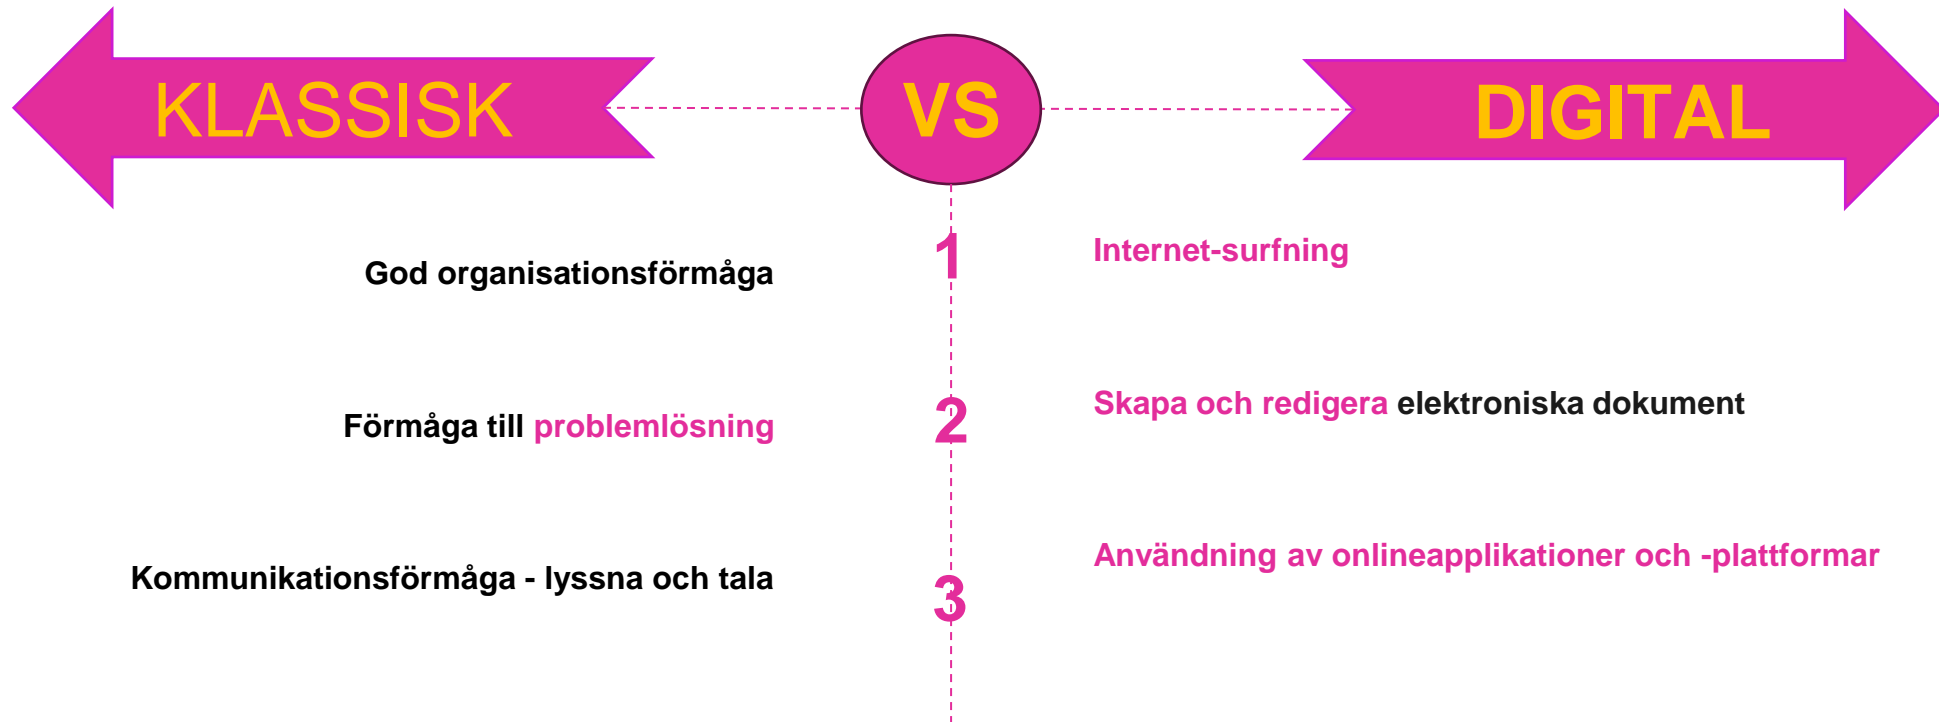 KLASSISK
VS
DIGITAL
1
God organisationsförmåga
Internet-surfning
2
Förmåga till problemlösning
Skapa och redigera elektroniska dokument
3
Kommunikationsförmåga - lyssna och tala
Användning av onlineapplikationer och -plattformar